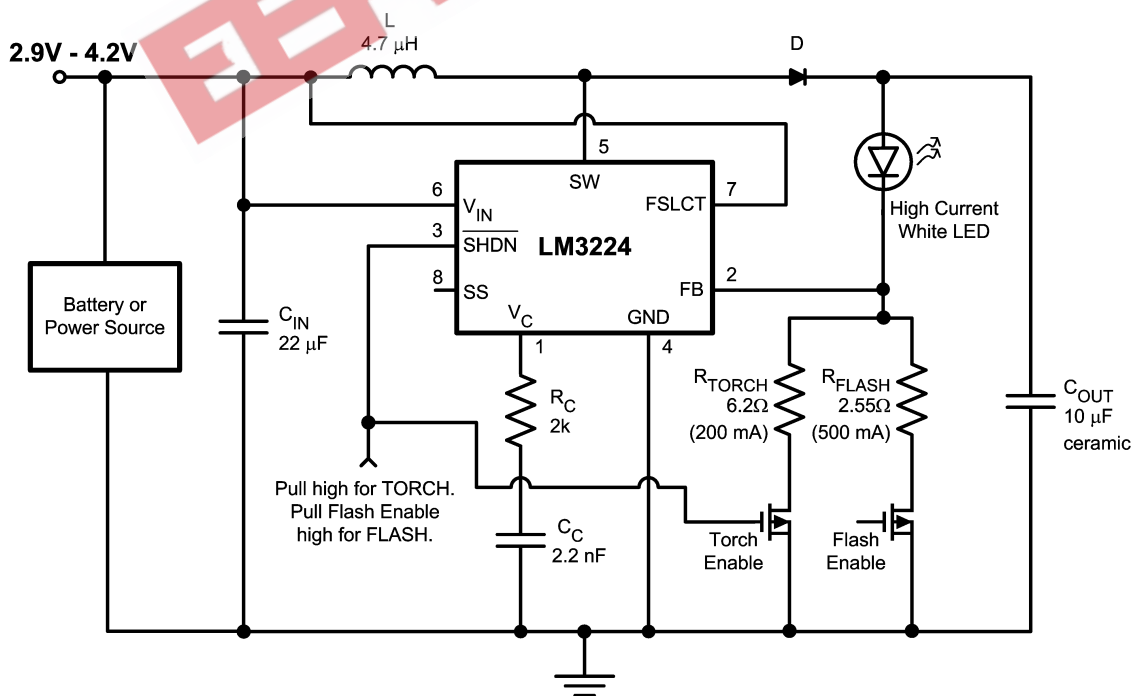 2.9V - 4.2V
L
4.7 μH
D
5
SW
6
VIN
7
FSLCT
3
SHDN
LM3224
8
SS
2
FB
VC
GND
1
4
High Current
White LED
Battery or
Power Source
CIN
22 μF
RC
2k
RTORCH
6.2Ω
(200 mA)
RFLASH
2.55Ω
(500 mA)
COUT
10 μF
ceramic
Pull high for TORCH.
Pull Flash Enable
high for FLASH.
CC
2.2 nF
Torch
Enable
Flash
Enable